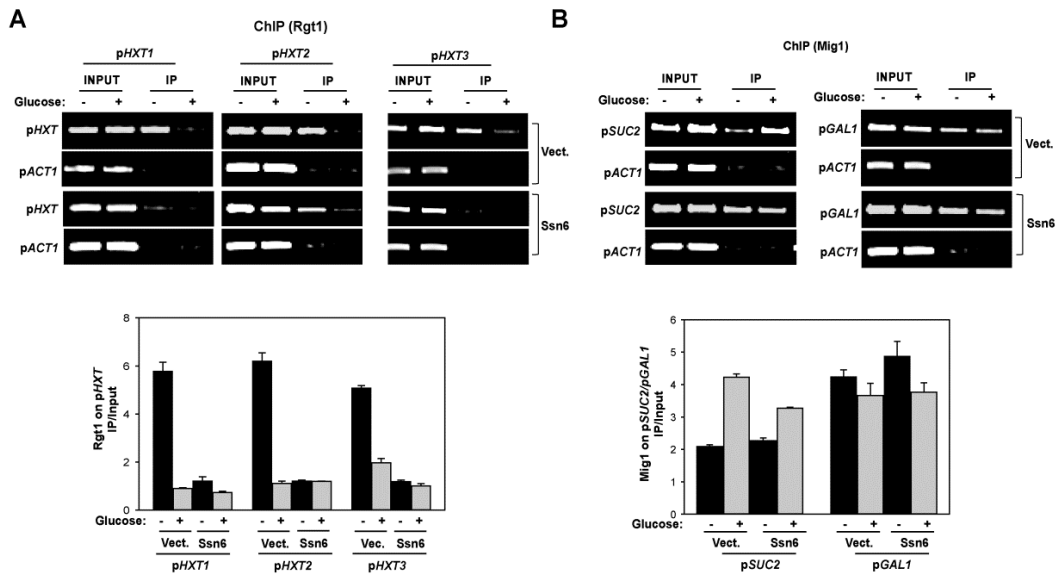 A
ChIP (Rgt1)
pHXT1
pHXT2
pHXT3
INPUT IP
INPUT IP
INPUT IP
Glucose: - + - + - + - + - + - +
pHXT
pACT1
Vect.
pHXT
pACT1
Ssn6
Rgt1 on pHXT
IP/Input
8
6
4
2
0
Glucose: - + - + - + - + - + - +
Vect. Ssn6 Vect. Ssn6 Vect. Ssn6
pHXT1 pHXT2 pHXT3
B
ChIP (Mig1)
INPUT IP
INPUT IP
Glucose: - + - + - + - +
pSUC2 pGAL1
pACT1 pACT1
Vect.
pSUC2 pGAL1
pACT1 pACT1
Ssn6
Mig1 on pSUC2/pGAL1
IP/Input
6
5
4
3
2
1
0
Glucose: - + - + - + - +
Vect. Ssn6 Vect. Ssn6
pSUC2 pGAL1